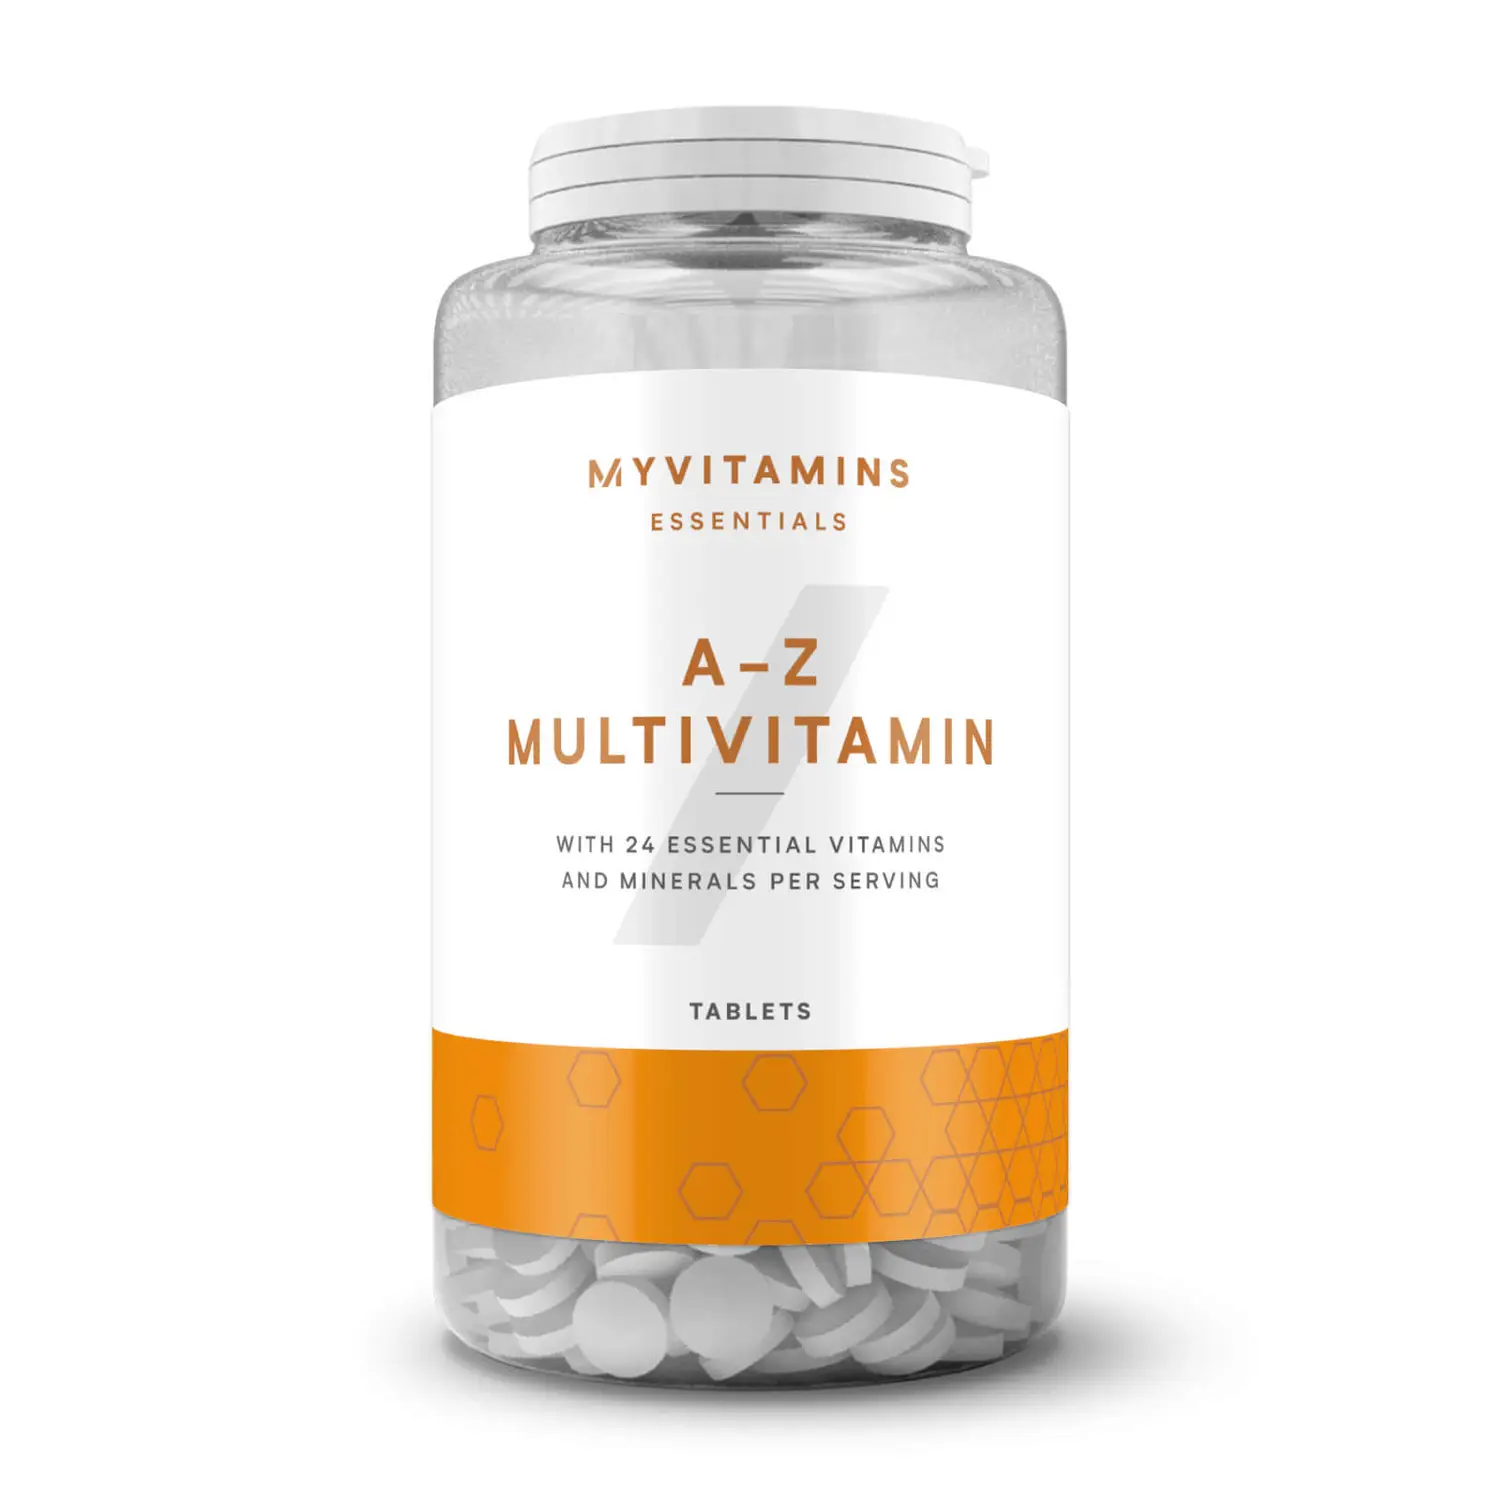 MYVITAMINS
ESSENTIALS
A–Z
MULTIVITAMIN
WITH 24 ESSENTIAL VITAMINS
AND MINERALS PER SERVING
TABLETS